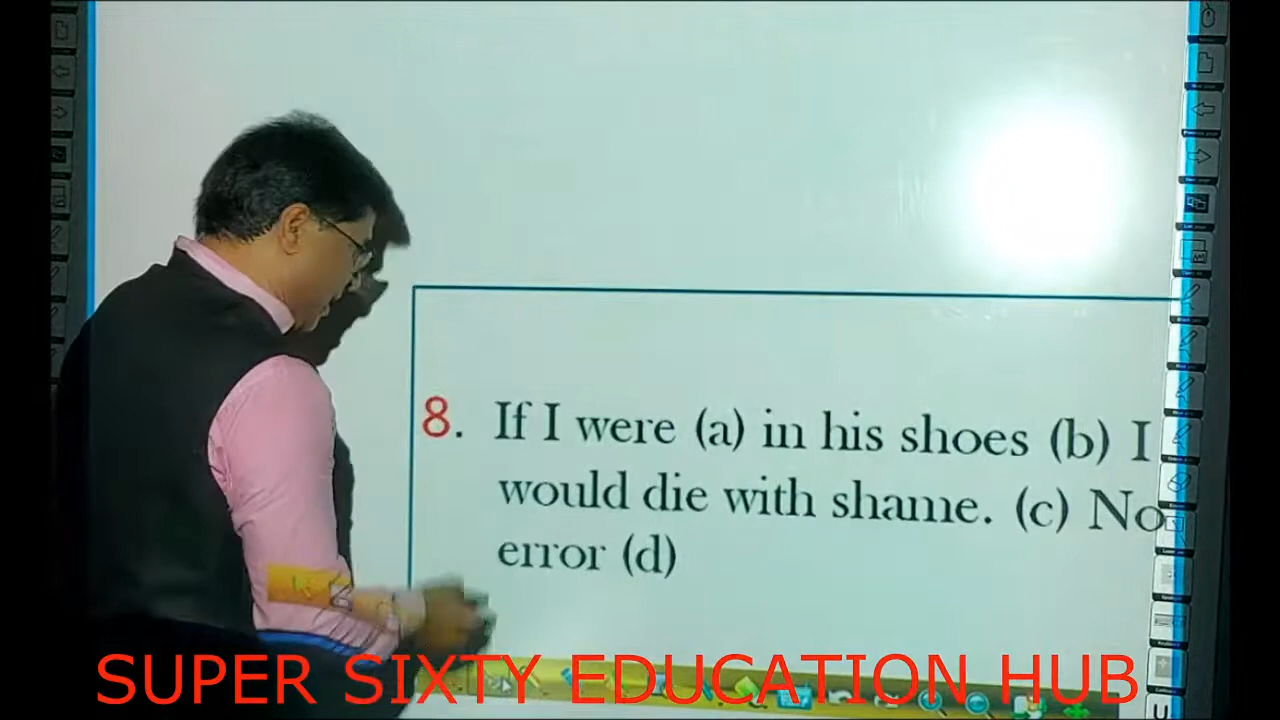 8. If I were (a) in his shoes (b) I
would die with shame. (c) No
error (d)
SUPER SIXTY EDUCATION HUB